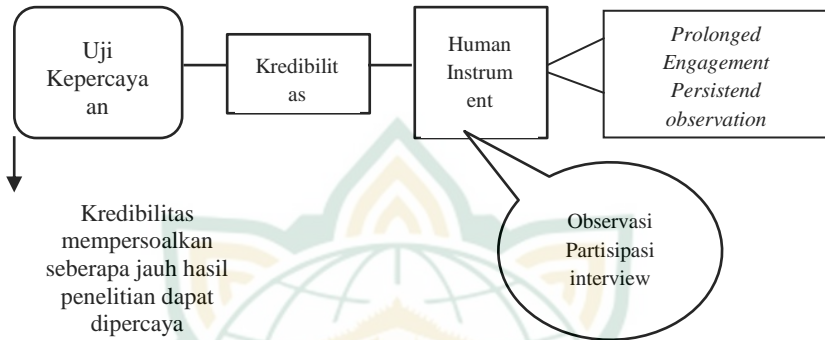 Uji
Kepercaya
an
Kredibilit
as
Human
Instrum
ent
Prolonged
Engagement
Persistend
observation
Kredibilitas
mempersoalkan
seberapa jauh hasil
penelitian dapat
dipercaya
Observasi
Partisipasi
interview